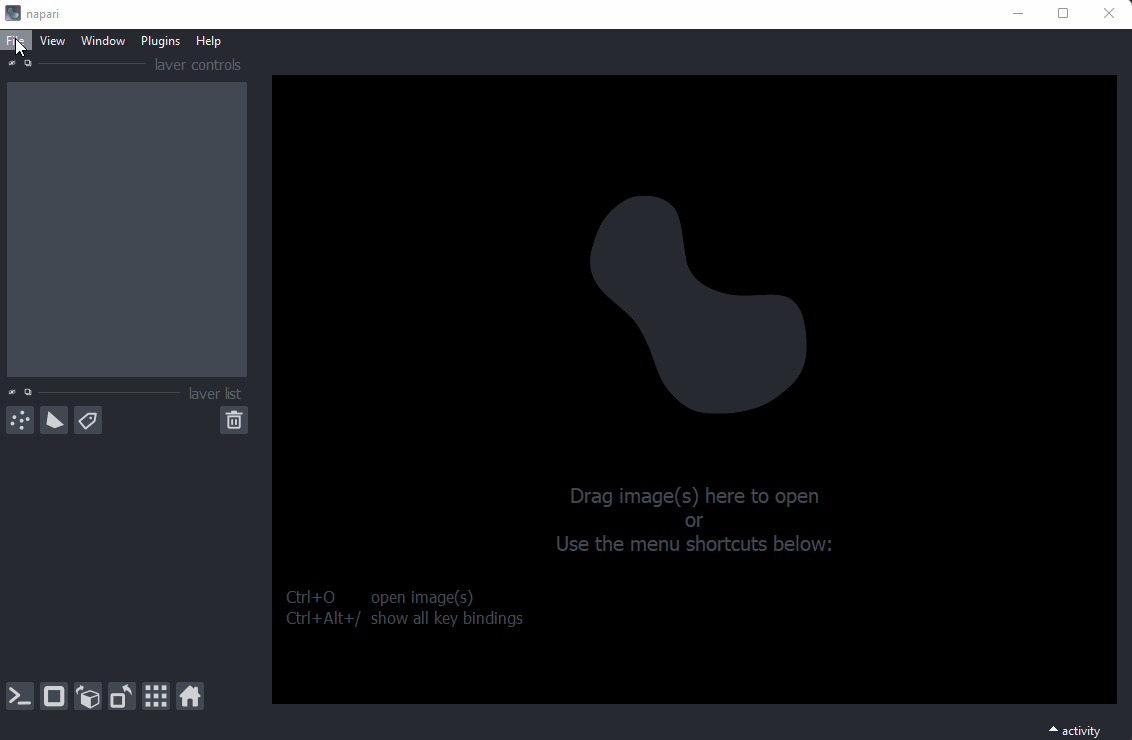 napari
File View Window Plugins Help
layer controls
layer list
Drag image(s) here to open
or
Use the menu shortcuts below:
Ctrl+O open image(s)
Ctrl+Alt+/ show all key bindings
activity